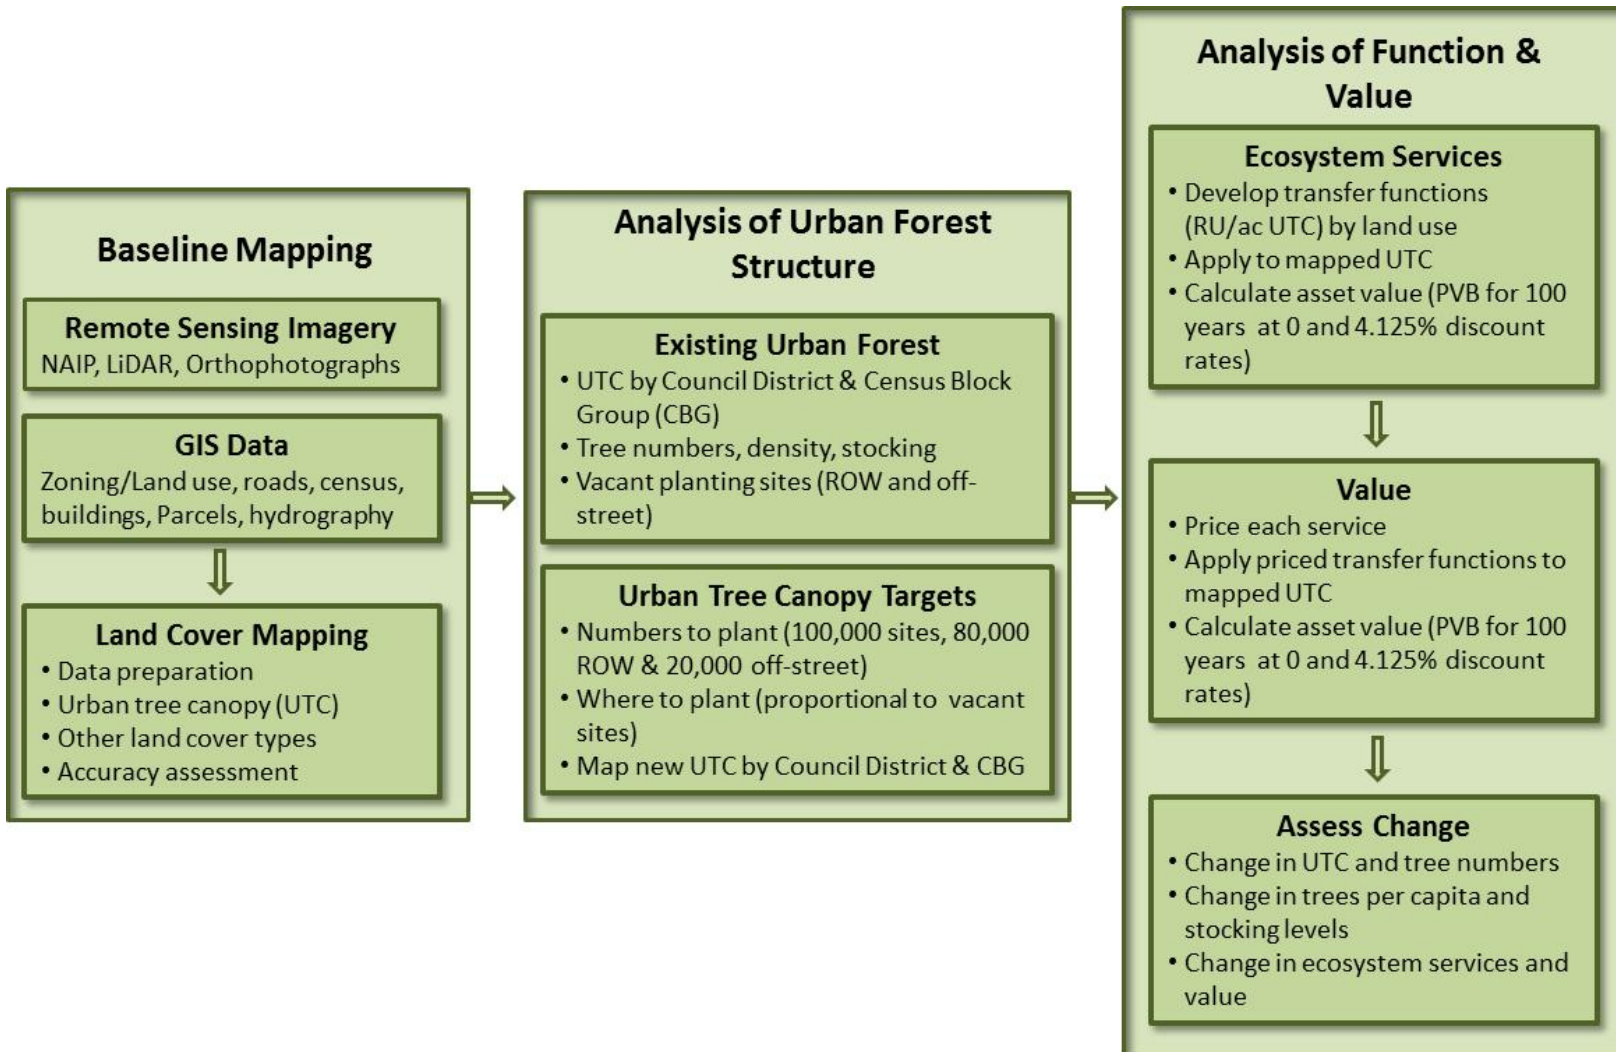 Baseline Mapping
Remote Sensing Imagery
NAIP, LiDAR, Orthophotographs
GIS Data
Zoning/Land use, roads, census,
buildings, Parcels, hydrography
Land Cover Mapping
• Data preparation
• Urban tree canopy (UTC)
• Other land cover types
• Accuracy assessment
Analysis of Urban Forest
Structure
Existing Urban Forest
• UTC by Council District & Census Block
Group (CBG)
• Tree numbers, density, stocking
• Vacant planting sites (ROW and off-
street)
Urban Tree Canopy Targets
• Numbers to plant (100,000 sites, 80,000
ROW & 20,000 off-street)
• Where to plant (proportional to vacant
sites)
• Map new UTC by Council District & CBG
Analysis of Function &
Value
Ecosystem Services
• Develop transfer functions
(RU/ac UTC) by land use
• Apply to mapped UTC
• Calculate asset value (PVB for 100
years at 0 and 4.125% discount
rates)
Value
• Price each service
• Apply priced transfer functions to
mapped UTC
• Calculate asset value (PVB for 100
years at 0 and 4.125% discount
rates)
Assess Change
• Change in UTC and tree numbers
• Change in trees per capita and
stocking levels
• Change in ecosystem services and
value